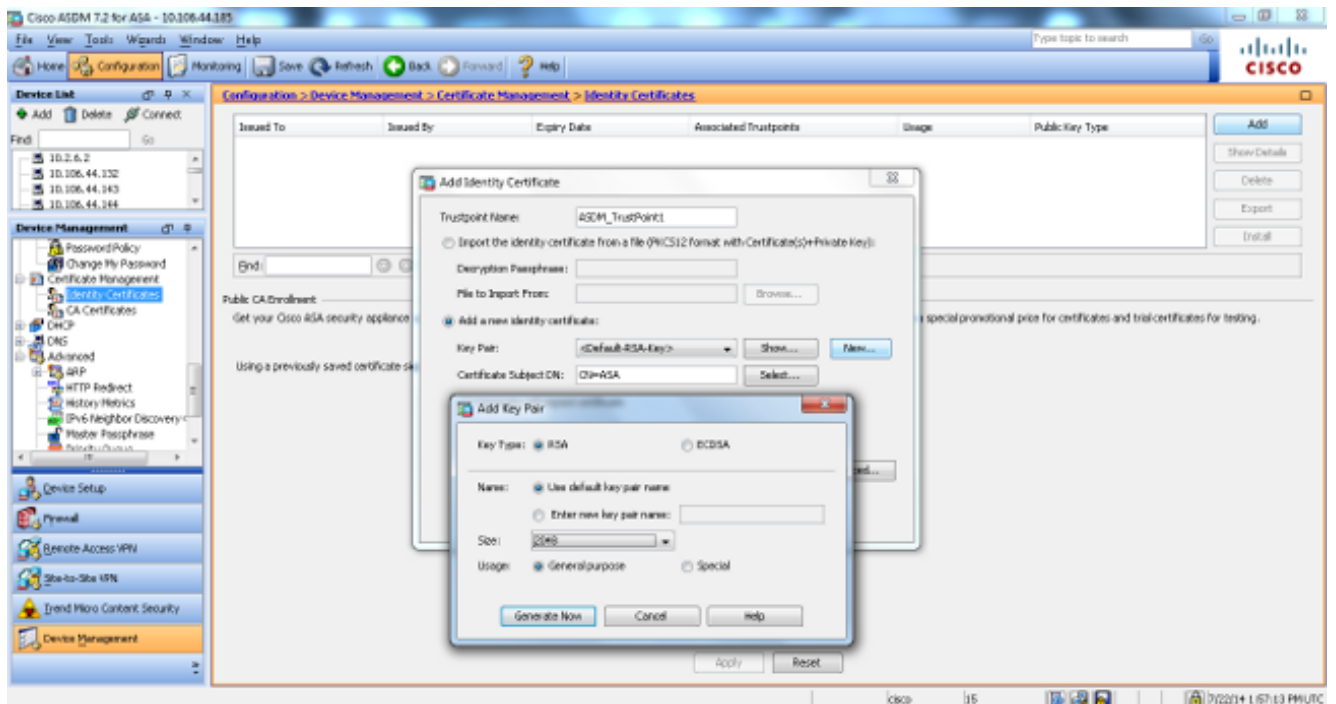 Cisco ASDM 7.2 for ASA - 10.106.44.185
File View Tools Wizards Window Help
Type topic to search Go
Home Configuration Monitoring Save Refresh Back Forward Help
CISCO
Device List
Add Delete Connect
Find: Go
10.2.6.2
10.106.44.132
10.106.44.143
10.106.44.144
Device Management
Password Policy
Change My Password
Certificate Management
Identity Certificates
CA Certificates
DHCP
DNS
Advanced
ARP
HTTP Redirect
History Metrics
IPv6 Neighbor Discovery
Master Passphrase
Priority Queue
Device Setup
Firewall
Remote Access VPN
Site-to-Site VPN
Trend Micro Content Security
Device Management
Configuration > Device Management > Certificate Management > Identity Certificates
Issued To Issued By Expiry Date Associated Trustpoints Usage Public Key Type
Add
Show Details
Delete
Export
Install
Find:
Public CA Enrollment
Get your Cisco ASA security appliance
special promotional price for certificates and trial certificates for testing.
Using a previously saved certificate
Add Identity Certificate
Trustpoint Name: ASDM_TrustPoint1
Import the identity certificate from a file (PKCS12 format with Certificate(s)+Private Key):
Decryption Passphrase:
File to Import From: Browse...
Add a new identity certificate:
Key Pair: <Default-RSA-Key> Show... New...
Certificate Subject DN: CN=ASA Select...
Add Key Pair
Key Type: RSA ECDSA
Name: Use default key pair name
Enter new key pair name:
Size: 2048
Usage: General purpose Special
Generate Now Cancel Help
Apply Reset
cisco 15 7/22/14 1:57:13 PM UTC